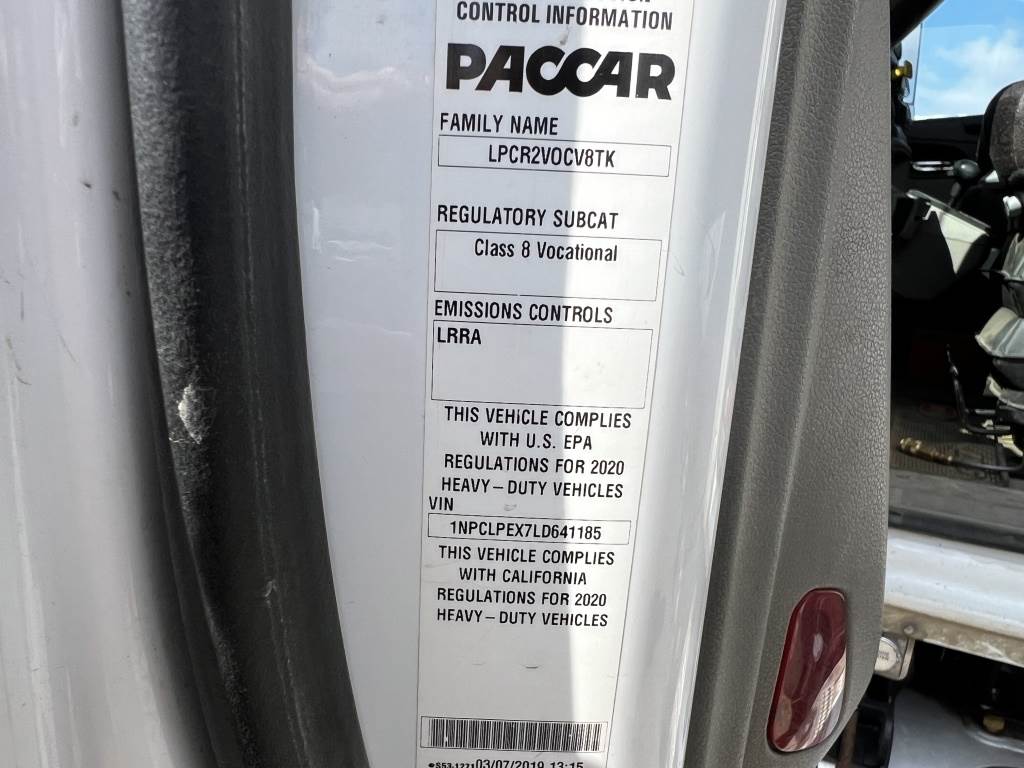 CONTROL INFORMATION
PACCAR
FAMILY NAME
LPCR2VOCV8TK
REGULATORY SUBCAT
Class 8 Vocational
EMISSIONS CONTROLS
LRRA
THIS VEHICLE COMPLIES
WITH U.S. EPA
REGULATIONS FOR 2020
HEAVY-DUTY VEHICLES
VIN
1NPCLPEX7LD641185
THIS VEHICLE COMPLIES
WITH CALIFORNIA
REGULATIONS FOR 2020
HEAVY-DUTY VEHICLES
S53-1771 03/07/2019 13:15